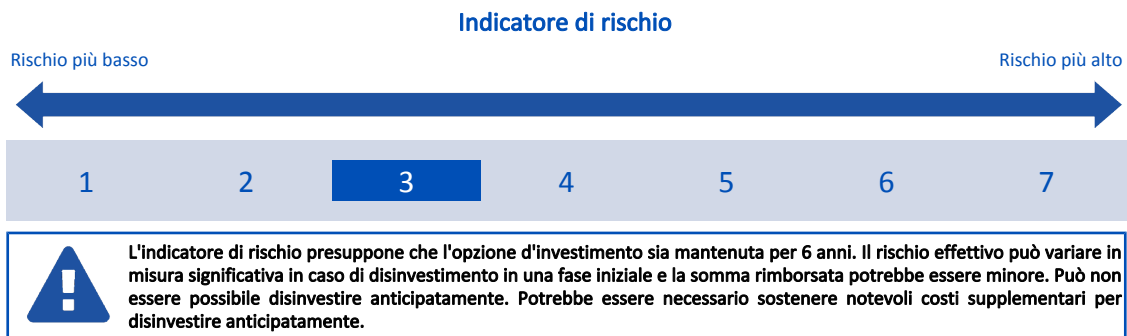 Indicatore di rischio
Rischio più basso
Rischio più alto
1 2 3 4 5 6 7
L'indicatore di rischio presuppone che l'opzione d'investimento sia mantenuta per 6 anni. Il rischio effettivo può variare in
misura significativa in caso di disinvestimento in una fase iniziale e la somma rimborsata potrebbe essere minore. Può non
essere possibile disinvestire anticipatamente. Potrebbe essere necessario sostenere notevoli costi supplementari per
disinvestire anticipatamente.